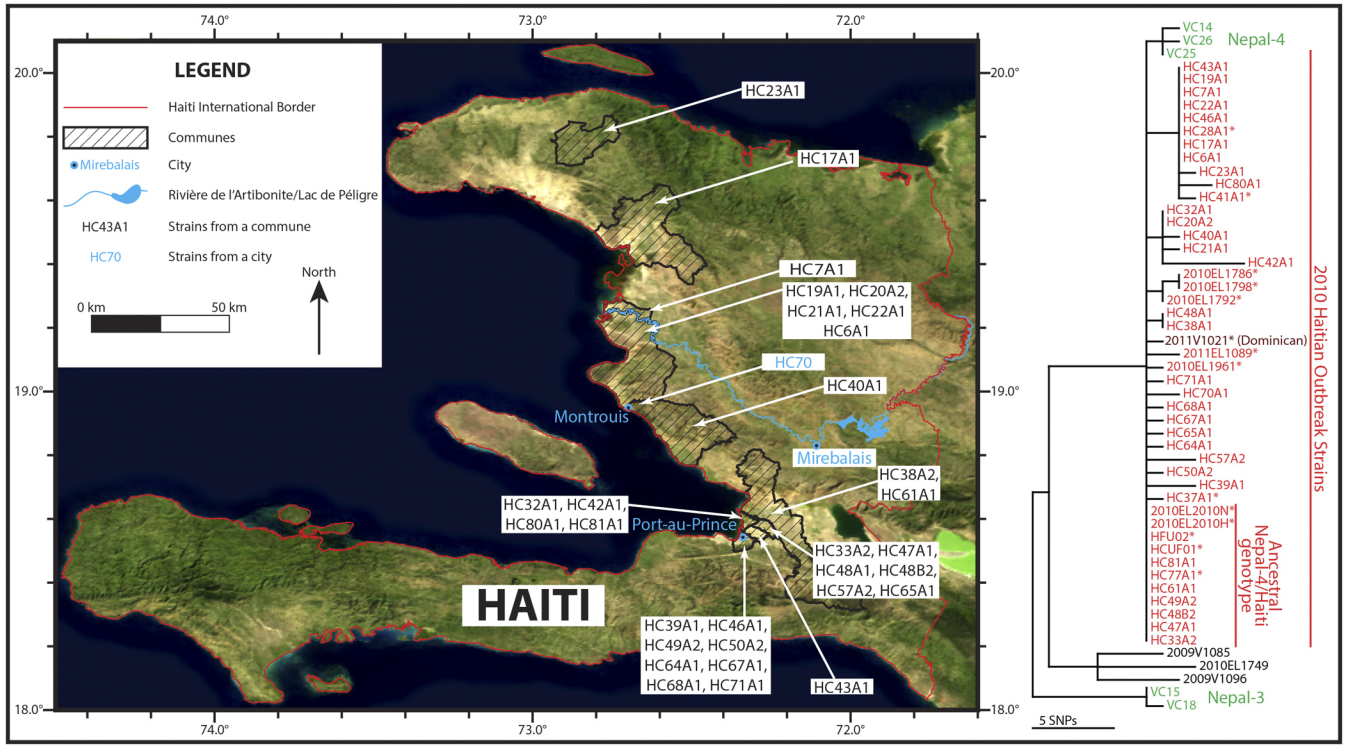 74.0°
73.0°
72.0°
20.0°
19.0°
18.0°
LEGEND
Haiti International Border
Communes
Mirebalais
City
Rivière de l'Artibonite/Lac de Péligre
HC43A1
Strains from a commune
HC70
Strains from a city
North
0 km
50 km
HC23A1
HC17A1
HC7A1
HC19A1, HC20A2,
HC21A1, HC22A1
HC6A1
HC70
HC40A1
Montrouis
Mirebalais
HC38A2,
HC61A1
HC32A1, HC42A1,
HC80A1, HC81A1
Port-au-Prince
HC33A2, HC47A1,
HC48A1, HC48B2,
HC57A2, HC65A1
HAITI
HC39A1, HC46A1,
HC49A2, HC50A2,
HC64A1, HC67A1,
HC68A1, HC71A1
HC43A1
20.0°
19.0°
18.0°
74.0°
73.0°
72.0°
VC14
VC26
VC25
Nepal-4
HC43A1
HC19A1
HC7A1
HC22A1
HC46A1
HC28A1*
HC17A1
HC6A1
HC23A1
HC80A1
HC41A1*
HC32A1
HC20A2
HC40A1
HC21A1
HC42A1
2010EL1786*
2010EL1798*
2010EL1792*
HC48A1
HC38A1
2011V1021* (Dominican)
2011EL1089*
2010EL1961*
HC71A1
HC70A1
HC68A1
HC67A1
HC65A1
HC64A1
HC57A2
HC50A2
HC39A1
HC37A1*
2010EL2010N*
2010EL2010H*
HFU02*
HCUF01*
HC81A1
HC77A1*
HC61A1
HC49A2
HC48B2
HC47A1
HC33A2
Ancestral
Nepal-4/Haiti
genotype
2010 Haitian Outbreak Strains
2009V1085
2010EL1749
2009V1096
VC15
VC18
Nepal-3
5 SNPs